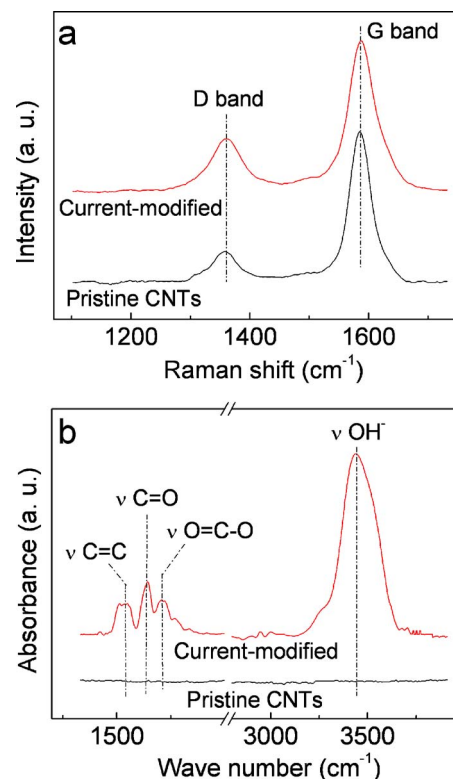 a
G band
D band
Current-modified
Pristine CNTs
Intensity (a. u.)
1200 1400 1600
Raman shift (cm⁻¹)
b
ν OH⁻
ν C=O
ν O=C-O
ν C=C
Current-modified
Pristine CNTs
Absorbance (a. u.)
1500 3000 3500
Wave number (cm⁻¹)